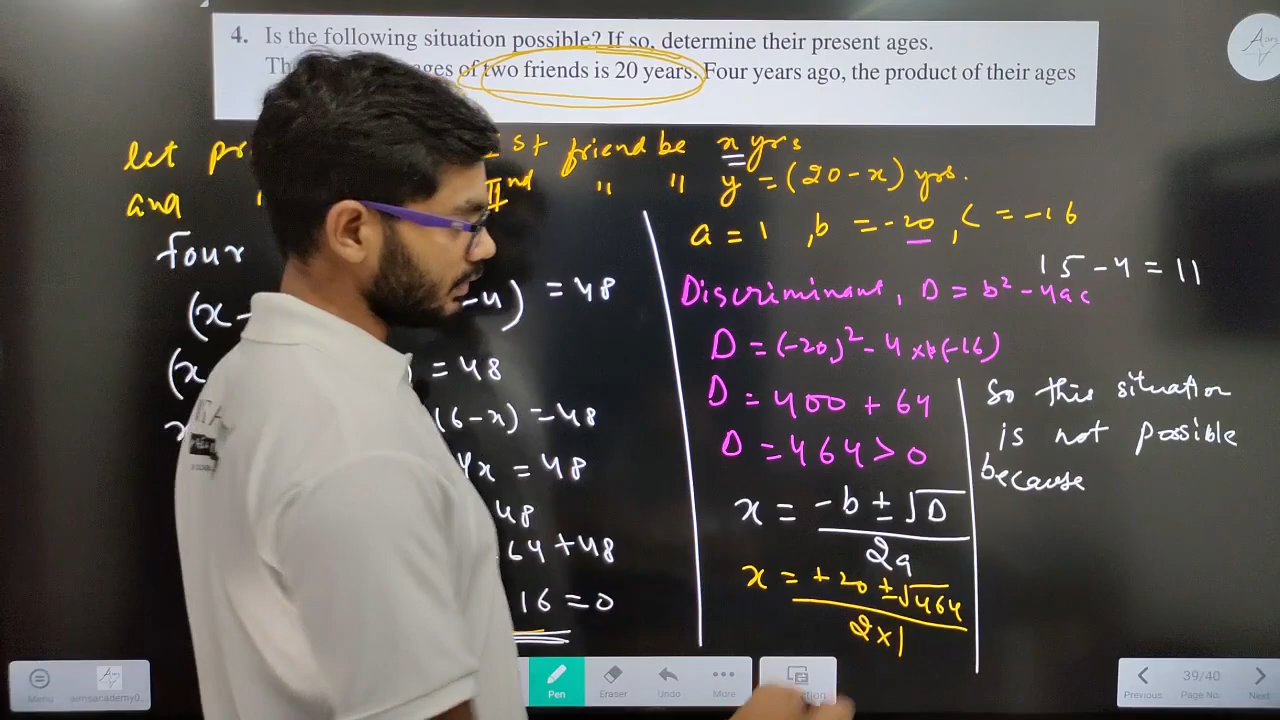 4. Is the following situation possible? If so, determine their present ages.
ges of two friends is 20 years. Four years ago, the product of their ages
let pr st friend be x yrs
and " IInd " " y = (20-x) yrs.
four
(x- -4) = 48
(x ) = 48
(16-x) = 48
4x = 48
48
64+48
16=0
a = 1 , b = -20 , c = -16
15-4 = 11
Discriminant, D = b²-4ac
D = (-20)²-4×1×(-16)
D = 400 + 64
D = 464 > 0
x = -b ± √D
2a
x = +20 ± √464
2×1
So this situation
is not possible
because
Menu
aimsacademy0..
Pen
Eraser
Undo
More
39/40
Previous
Page No.
Next